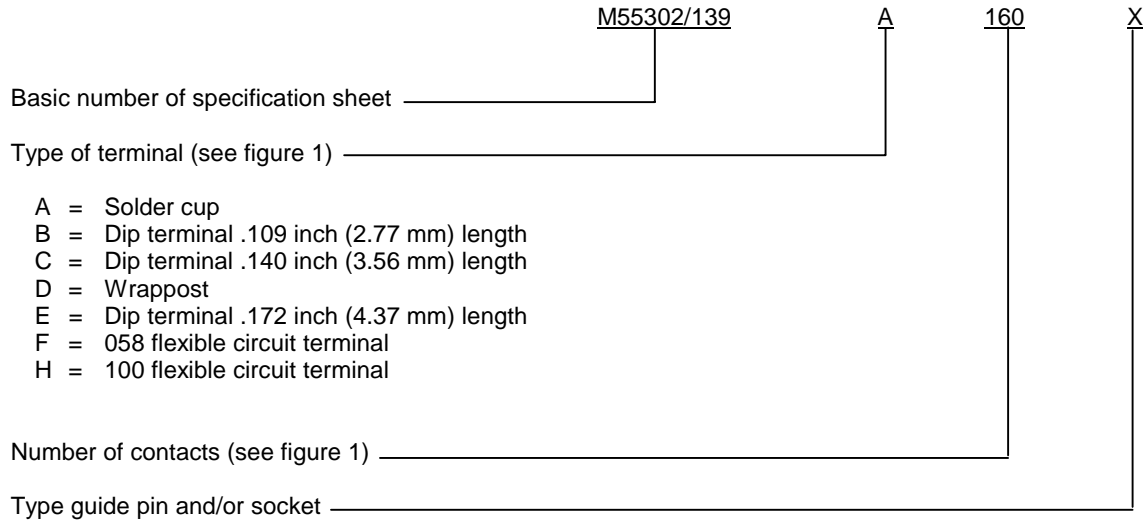 M55302/139 A 160 X
Basic number of specification sheet
Type of terminal (see figure 1)
A = Solder cup
B = Dip terminal .109 inch (2.77 mm) length
C = Dip terminal .140 inch (3.56 mm) length
D = Wrappost
E = Dip terminal .172 inch (4.37 mm) length
F = 058 flexible circuit terminal
H = 100 flexible circuit terminal
Number of contacts (see figure 1)
Type guide pin and/or socket